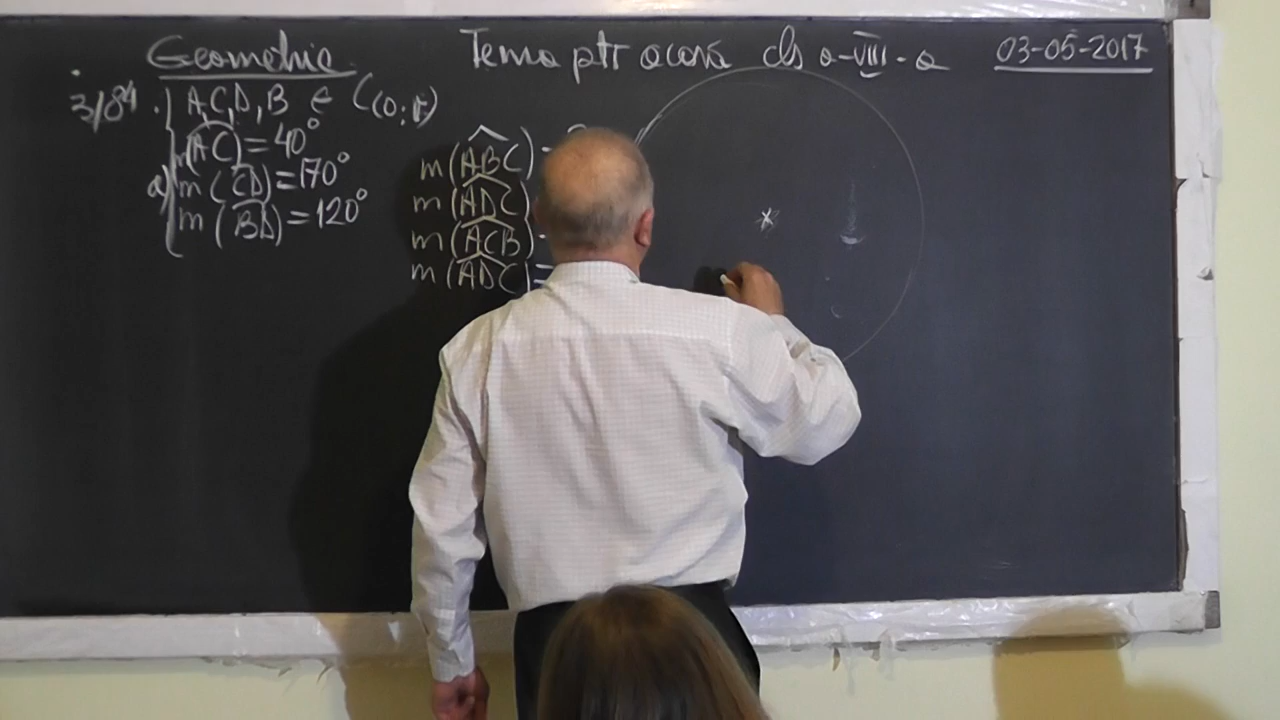 Geometrie
Tema ptr acasă cls a-VIII-a
03-05-2017
3/84. A,C,D,B ∈ C(O;r)
m(AC)=40°
a) m(CD)=170°
m(BD)=120°
m(ABC)=
m(ADC)
m(ACB)
m(ADC)=